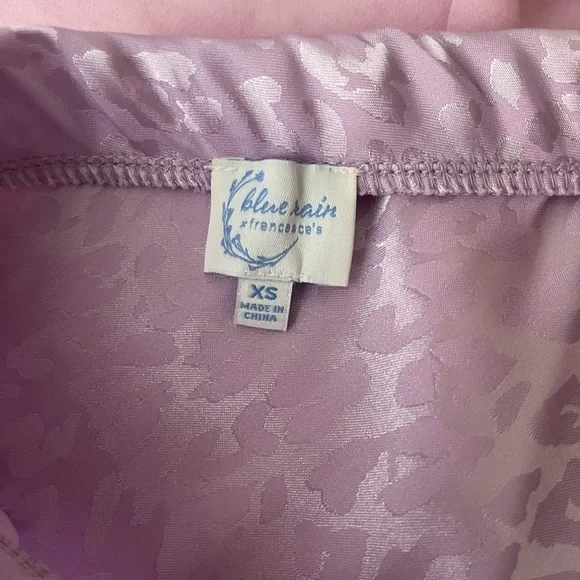 blue rain
x francesca's
XS
MADE IN
CHINA